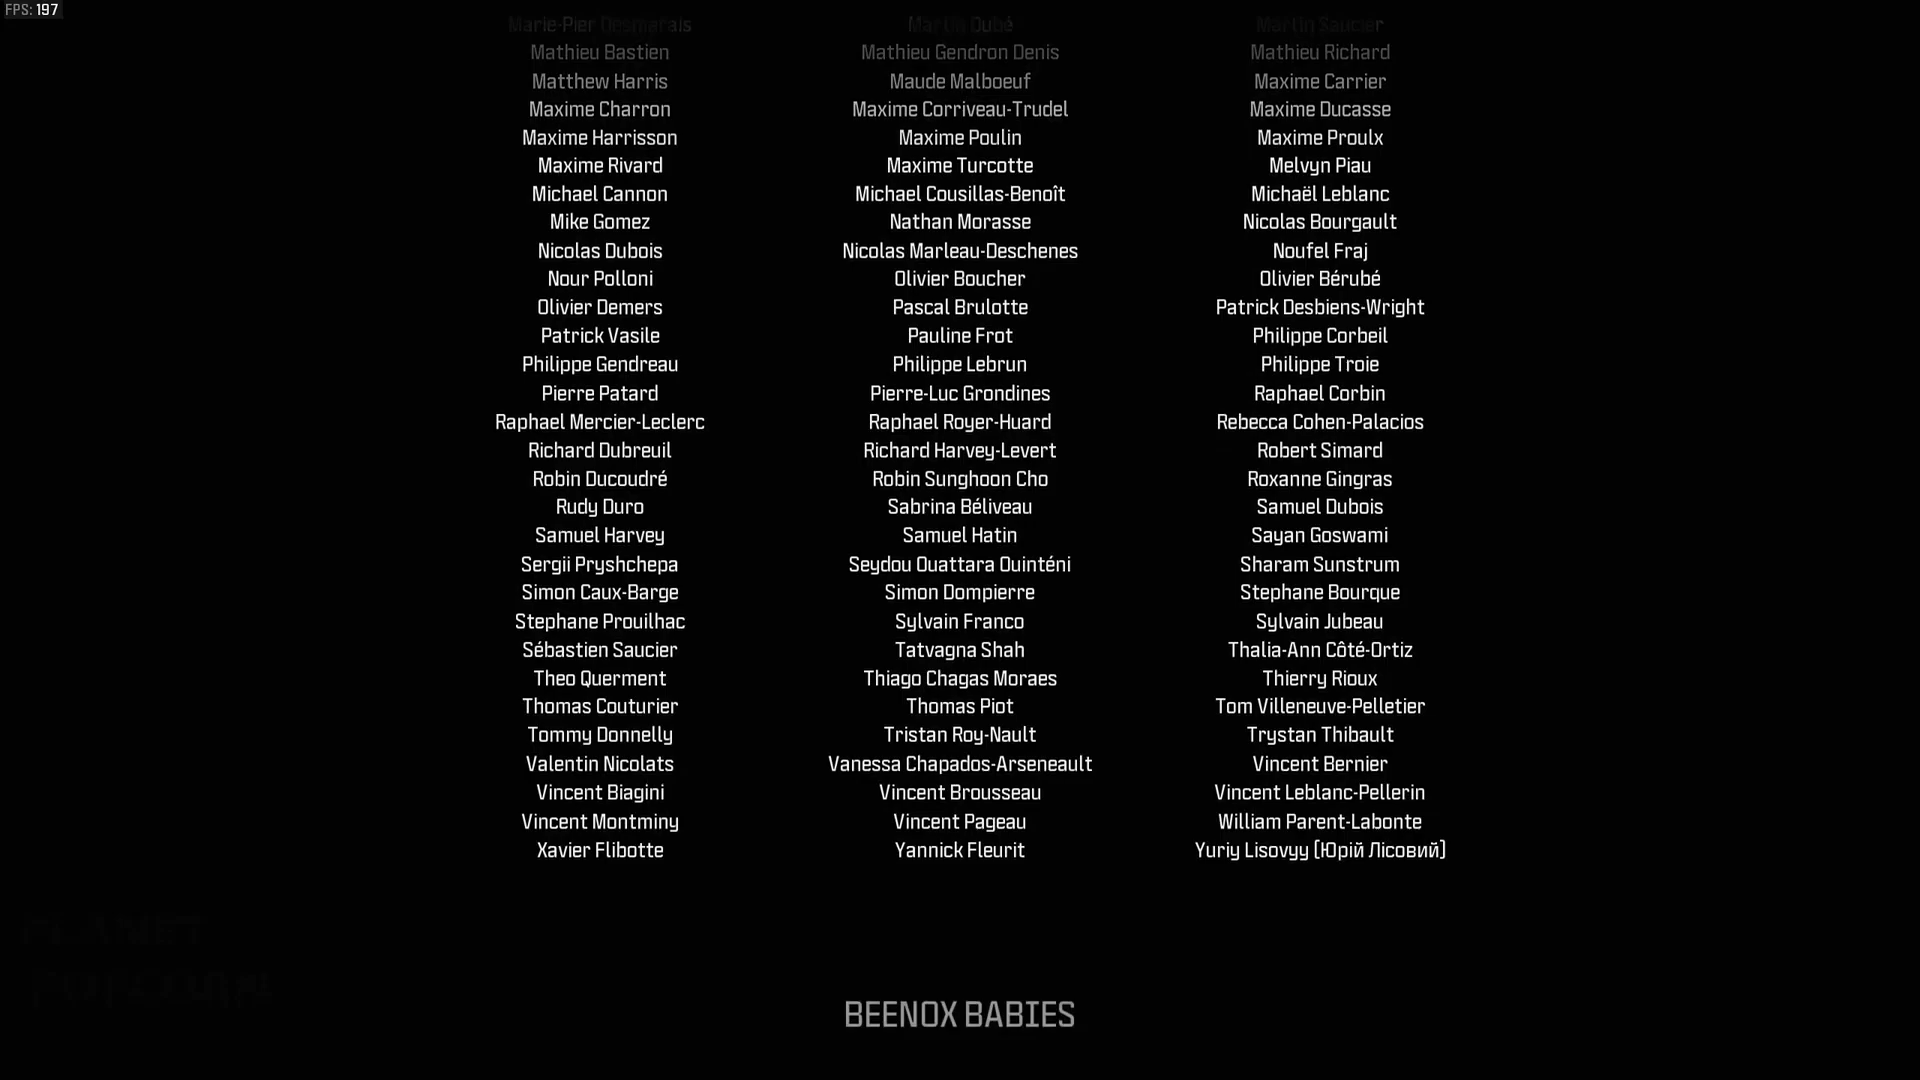 FPS: 197
Marie-Pier Desmarais Martin Dubé Martin Saucier
Mathieu Bastien Mathieu Gendron Denis Mathieu Richard
Matthew Harris Maude Malboeuf Maxime Carrier
Maxime Charron Maxime Corriveau-Trudel Maxime Ducasse
Maxime Harrisson Maxime Poulin Maxime Proulx
Maxime Rivard Maxime Turcotte Melvyn Piau
Michael Cannon Michael Cousillas-Benoît Michaël Leblanc
Mike Gomez Nathan Morasse Nicolas Bourgault
Nicolas Dubois Nicolas Marleau-Deschenes Noufel Fraj
Nour Polloni Olivier Boucher Olivier Bérubé
Olivier Demers Pascal Brulotte Patrick Desbiens-Wright
Patrick Vasile Pauline Frot Philippe Corbeil
Philippe Gendreau Philippe Lebrun Philippe Troie
Pierre Patard Pierre-Luc Grondines Raphael Corbin
Raphael Mercier-Leclerc Raphael Royer-Huard Rebecca Cohen-Palacios
Richard Dubreuil Richard Harvey-Levert Robert Simard
Robin Ducoudré Robin Sunghoon Cho Roxanne Gingras
Rudy Duro Sabrina Béliveau Samuel Dubois
Samuel Harvey Samuel Hatin Sayan Goswami
Sergii Pryshchepa Seydou Ouattara Ouinténi Sharam Sunstrum
Simon Caux-Barge Simon Dompierre Stephane Bourque
Stephane Prouilhac Sylvain Franco Sylvain Jubeau
Sébastien Saucier Tatvagna Shah Thalia-Ann Côté-Ortiz
Theo Querment Thiago Chagas Moraes Thierry Rioux
Thomas Couturier Thomas Piot Tom Villeneuve-Pelletier
Tommy Donnelly Tristan Roy-Nault Trystan Thibault
Valentin Nicolats Vanessa Chapados-Arseneault Vincent Bernier
Vincent Biagini Vincent Brousseau Vincent Leblanc-Pellerin
Vincent Montminy Vincent Pageau William Parent-Labonte
Xavier Flibotte Yannick Fleurit Yuriy Lisovyy (Юрій Лісовий)
BEENOX BABIES